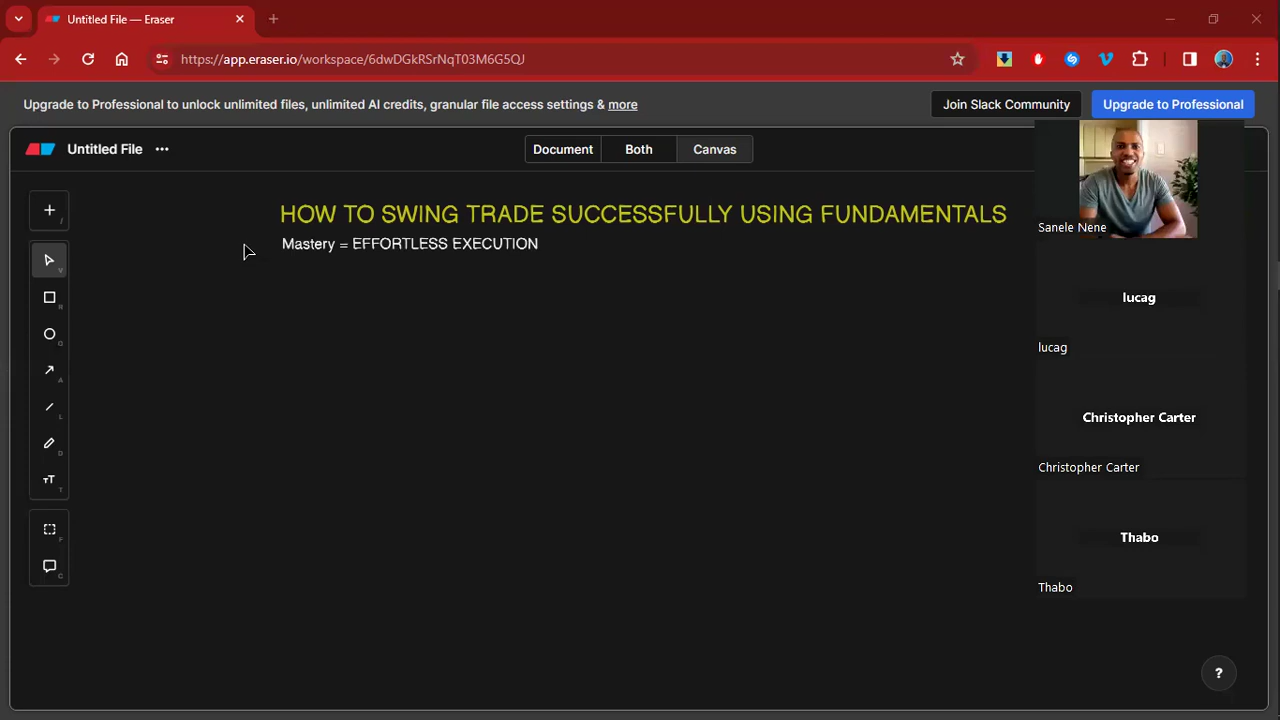 Untitled File — Eraser
https://app.eraser.io/workspace/6dwDGkRSrNqT03M6G5QJ
Upgrade to Professional to unlock unlimited files, unlimited AI credits, granular file access settings & more
Join Slack Community
Upgrade to Professional
Untitled File
Document
Both
Canvas
HOW TO SWING TRADE SUCCESSFULLY USING FUNDAMENTALS
Mastery = EFFORTLESS EXECUTION
Sanele Nene
lucag
lucag
Christopher Carter
Christopher Carter
Thabo
Thabo
/
V
R
O
A
L
D
T
F
C
?